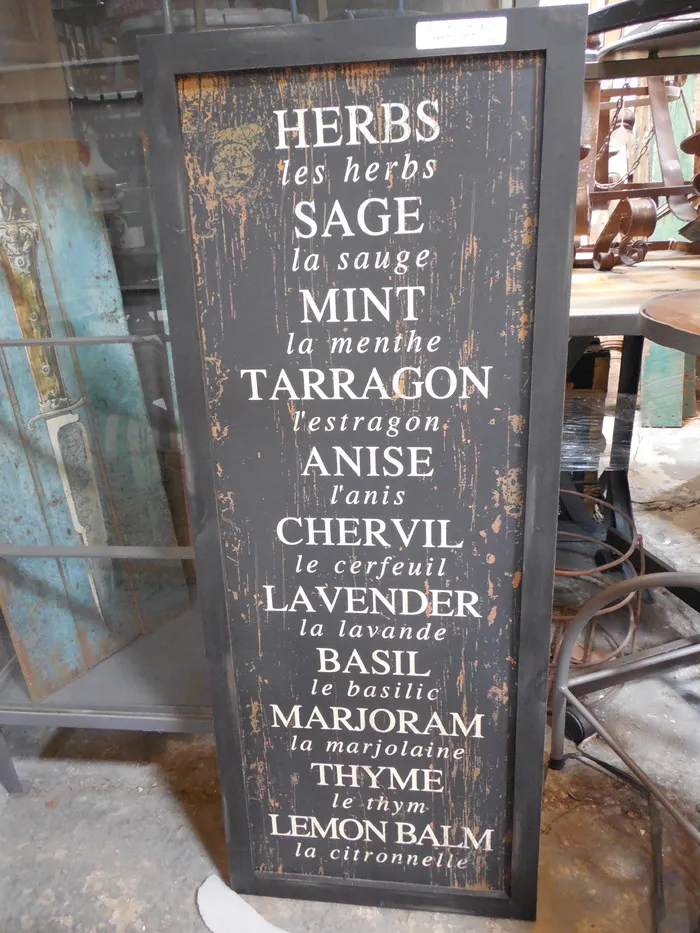 HERBS
les herbs
SAGE
la sauge
MINT
la menthe
TARRAGON
l'estragon
ANISE
l'anis
CHERVIL
le cerfeuil
LAVENDER
la lavande
BASIL
le basilic
MARJORAM
la marjolaine
THYME
le thym
LEMON BALM
la citronnelle